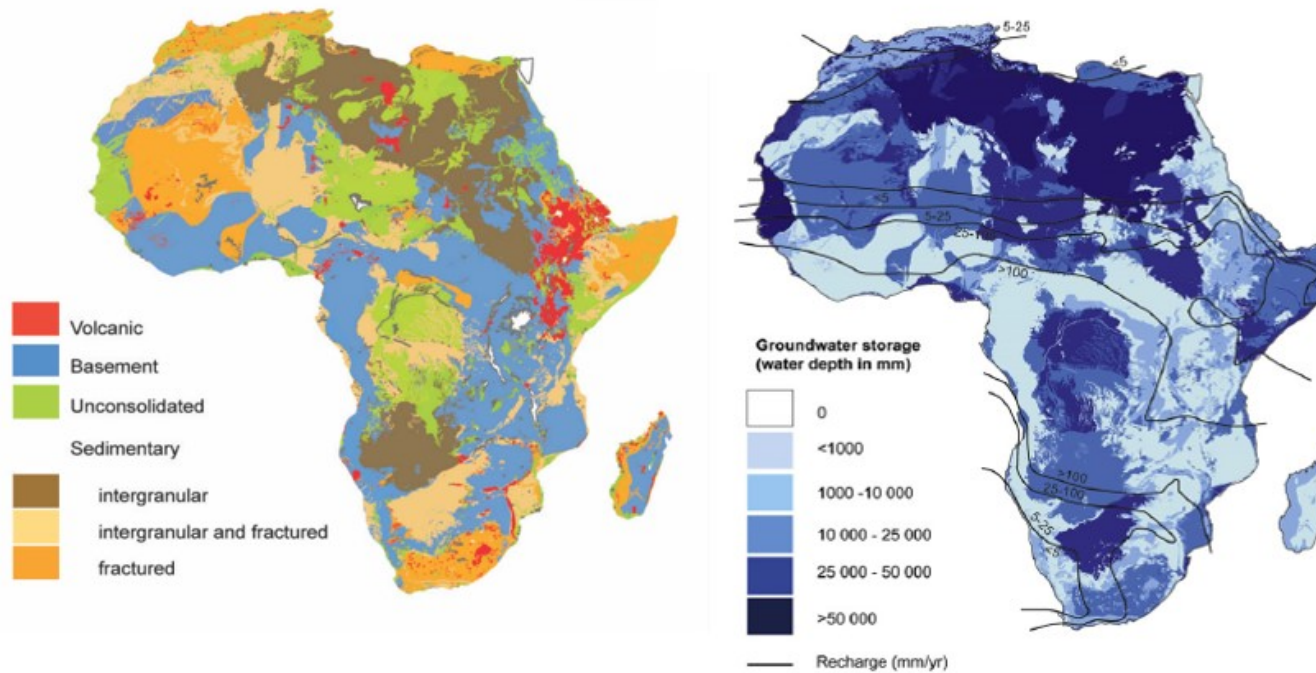 Volcanic
Basement
Unconsolidated
Sedimentary
intergranular
intergranular and fractured
fractured
5-25
<5
<5
5-25
>100
>100
25-100
5-25
<5
Groundwater storage
(water depth in mm)
0
<1000
1000 -10 000
10 000 - 25 000
25 000 - 50 000
>50 000
Recharge (mm/yr)